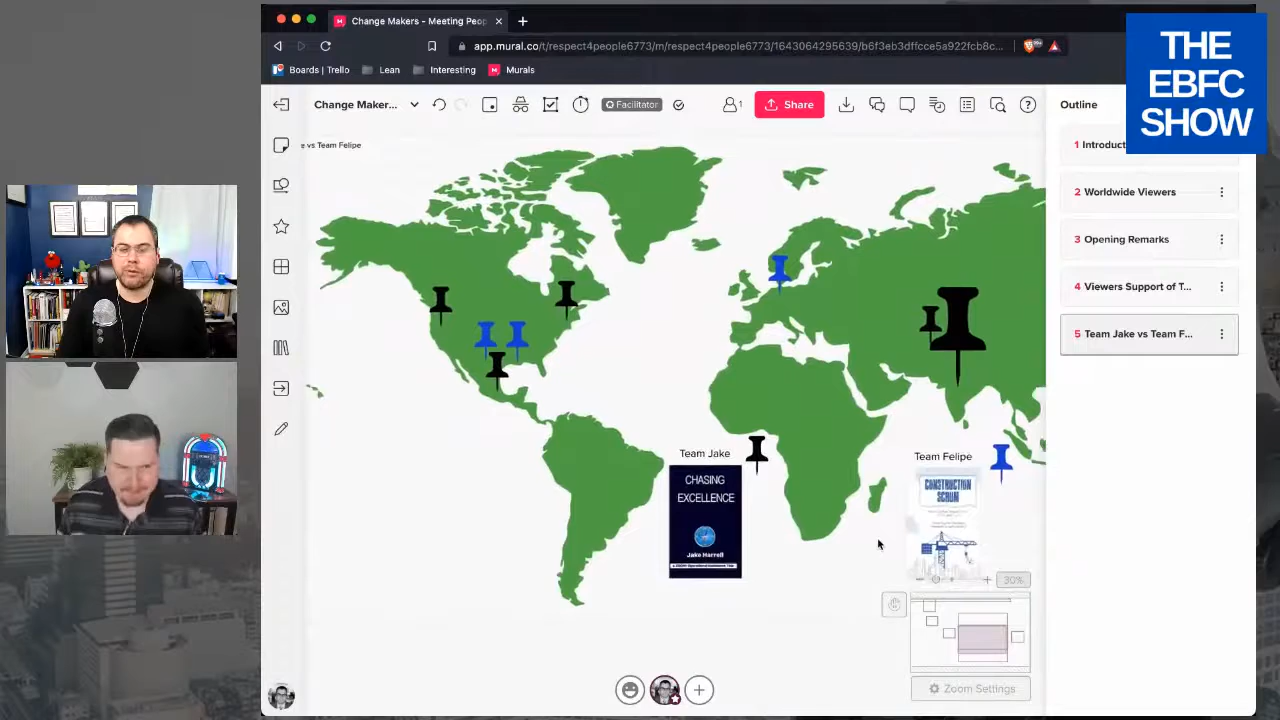 Change Makers - Meeting Peop
app.mural.co/t/respect4people6773/m/respect4people6773/1643064295639/b6f3eb3dffcce5a922fcb8c...
Boards | Trello
Lean
Interesting
Murals
THE
EBFC
SHOW
Change Maker...
Facilitator
1
Share
Outline
e vs Team Felipe
1 Introduct
2 Worldwide Viewers
3 Opening Remarks
4 Viewers Support of T...
5 Team Jake vs Team F...
Team Jake
CHASING
EXCELLENCE
Jake Harrell
Team Felipe
CONSTRUCTION
SCRUM
30%
Zoom Settings